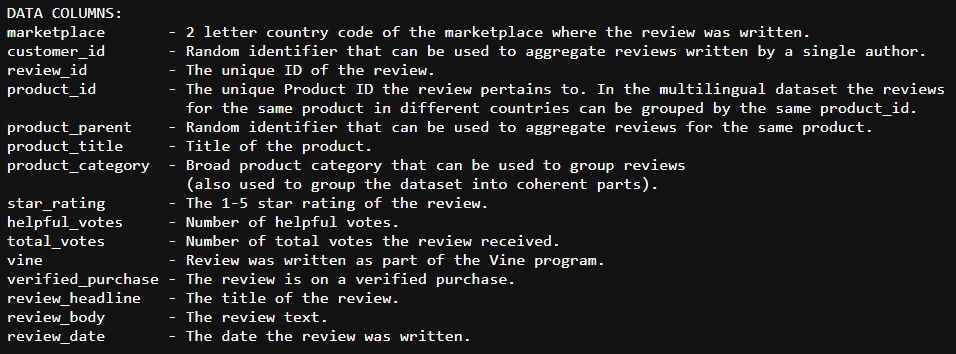 DATA COLUMNS:
marketplace       - 2 letter country code of the marketplace where the review was written.
customer_id       - Random identifier that can be used to aggregate reviews written by a single author.
review_id         - The unique ID of the review.
product_id        - The unique Product ID the review pertains to. In the multilingual dataset the reviews
                    for the same product in different countries can be grouped by the same product_id.
product_parent    - Random identifier that can be used to aggregate reviews for the same product.
product_title     - Title of the product.
product_category  - Broad product category that can be used to group reviews
                    (also used to group the dataset into coherent parts).
star_rating       - The 1-5 star rating of the review.
helpful_votes     - Number of helpful votes.
total_votes       - Number of total votes the review received.
vine              - Review was written as part of the Vine program.
verified_purchase - The review is on a verified purchase.
review_headline   - The title of the review.
review_body       - The review text.
review_date       - The date the review was written.